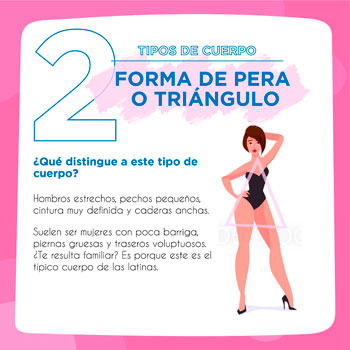 2
TIPOS DE CUERPO
FORMA DE PERA
O TRIÁNGULO
¿Qué distingue a este tipo de
cuerpo?
Hombros estrechos, pechos pequeños,
cintura muy definida y caderas anchas.
Suelen ser mujeres con poca barriga,
piernas gruesas y traseros voluptuosos.
¿Te resulta familiar? Es porque este es el
típico cuerpo de las latinas.